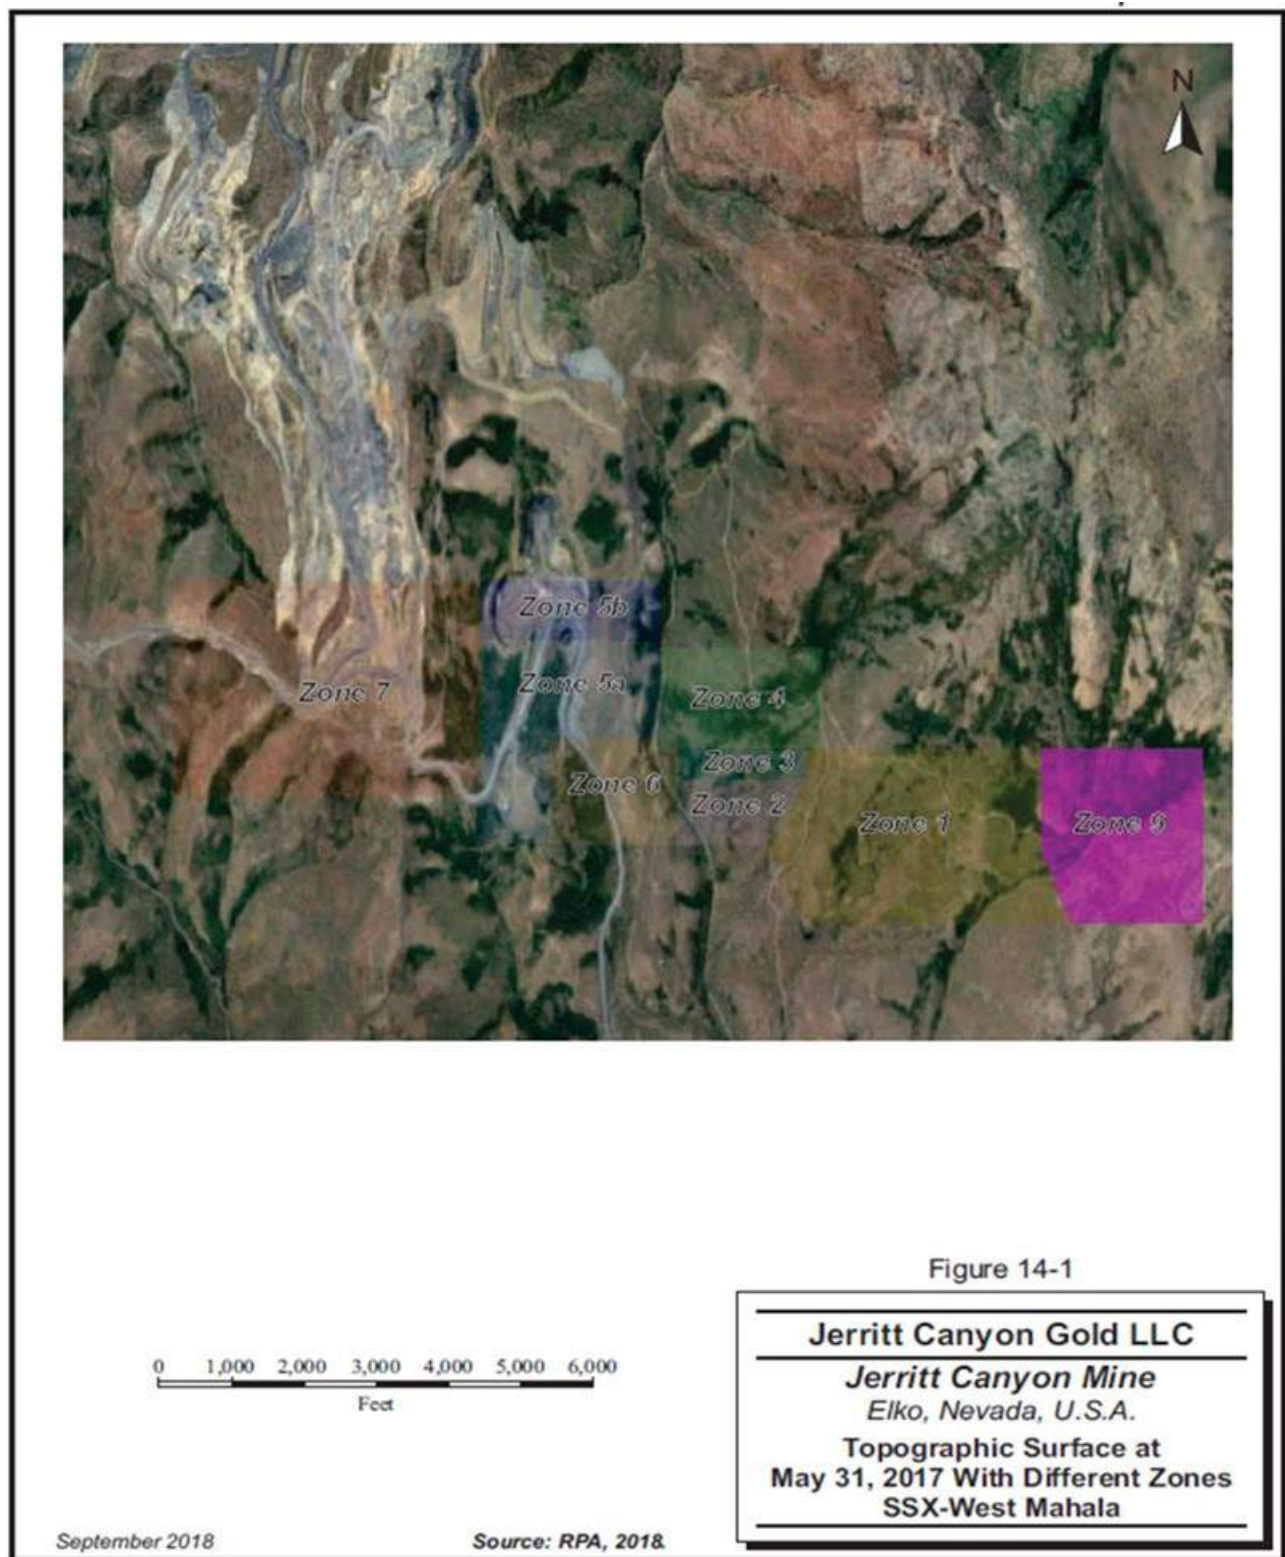 N
Zone 5b
Zone 5a
Zone 7
Zone 4
Zone 3
Zone 6
Zone 2
Zone 1
Zone 9
Figure 14-1
Jerritt Canyon Gold LLC
Jerritt Canyon Mine
Elko, Nevada, U.S.A.
Topographic Surface at
May 31, 2017 With Different Zones
SSX-West Mahala
0 1,000 2,000 3,000 4,000 5,000 6,000
Feet
September 2018
Source: RPA, 2018.